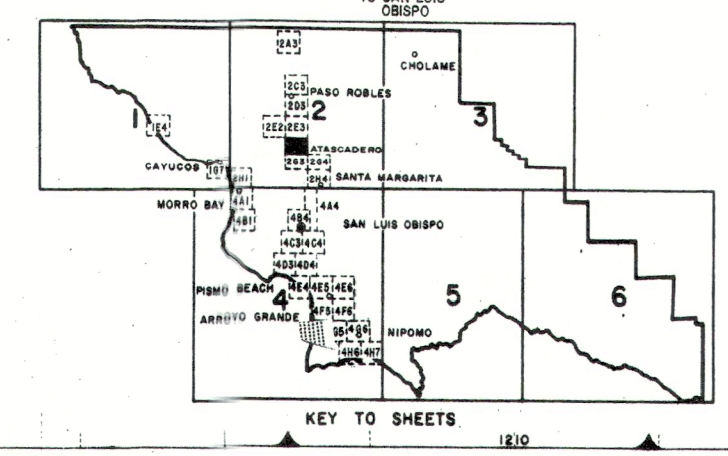 OBISPO
2A3
CHOLAME
2C3
PASO ROBLES
2D3
1
2
3
1E4
2E2 2E3
ATASCADERO
CAYUCOS
1G7
2G3 2G4
2H1
2H4
SANTA MARGARITA
MORRO BAY
4A1
4A4
4B1
4B4
SAN LUIS OBISPO
4C3 4C4
4D3 4D4
PISMO BEACH
4E4 4E5 4E6
4
5
6
4F5 4F6
ARROYO GRANDE
G5 4G6
NIPOMO
4H6 4H7
KEY TO SHEETS
1210